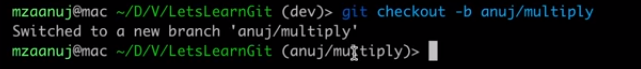 mzaanuj@mac ~/D/V/LetsLearnGit (dev)> git checkout -b anuj/multiply
Switched to a new branch 'anuj/multiply'
mzaanuj@mac ~/D/V/LetsLearnGit (anuj/multiply)>